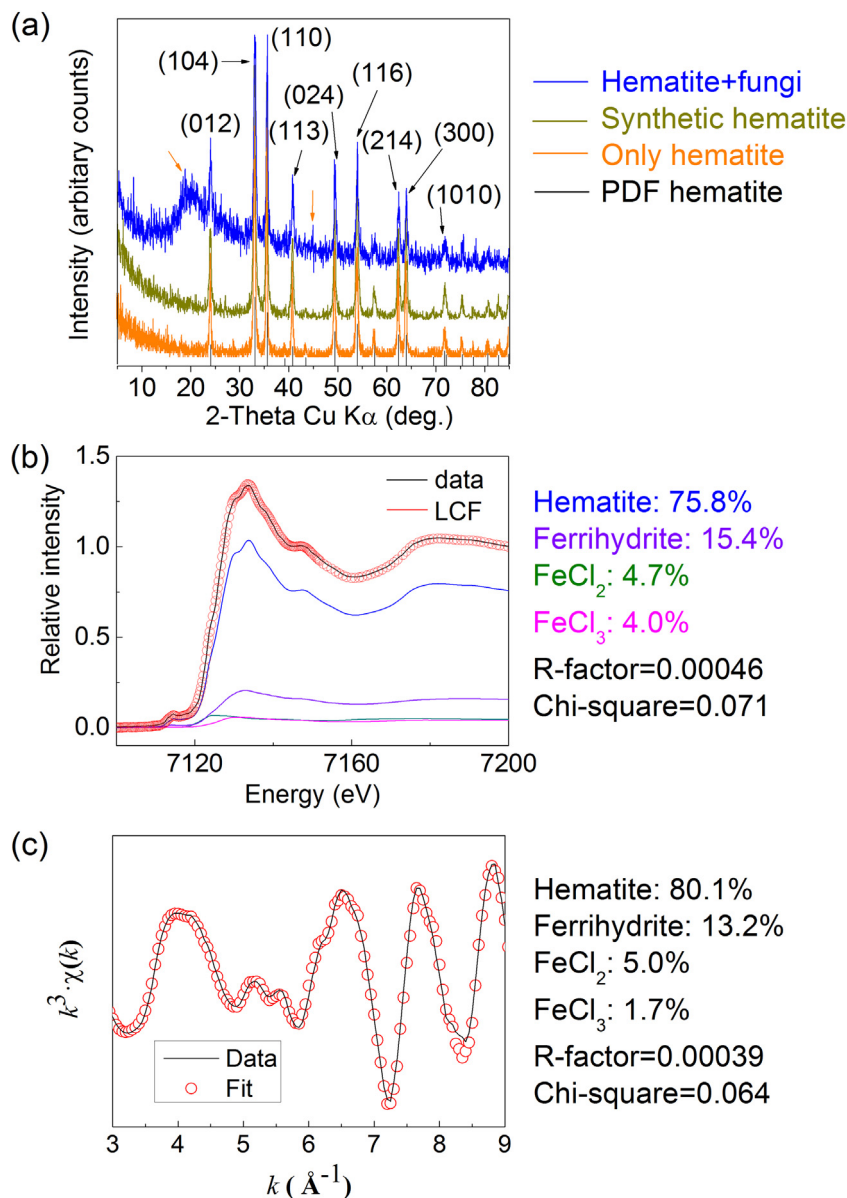 (a)
Intensity (arbitary counts)
(110)
(104)
(116)
(024)
(012)
(113)
(214)
(300)
(1010)
10 20 30 40 50 60 70 80
2-Theta Cu Kα (deg.)
Hematite+fungi
Synthetic hematite
Only hematite
PDF hematite
(b)
Relative intensity
1.5
1.0
0.5
0.0
data
LCF
7120 7160 7200
Energy (eV)
Hematite: 75.8%
Ferrihydrite: 15.4%
FeCl₂: 4.7%
FeCl₃: 4.0%
R-factor=0.00046
Chi-square=0.071
(c)
k³·χ(k)
Data
Fit
3 4 5 6 7 8 9
k ( Å⁻¹)
Hematite: 80.1%
Ferrihydrite: 13.2%
FeCl₂: 5.0%
FeCl₃: 1.7%
R-factor=0.00039
Chi-square=0.064